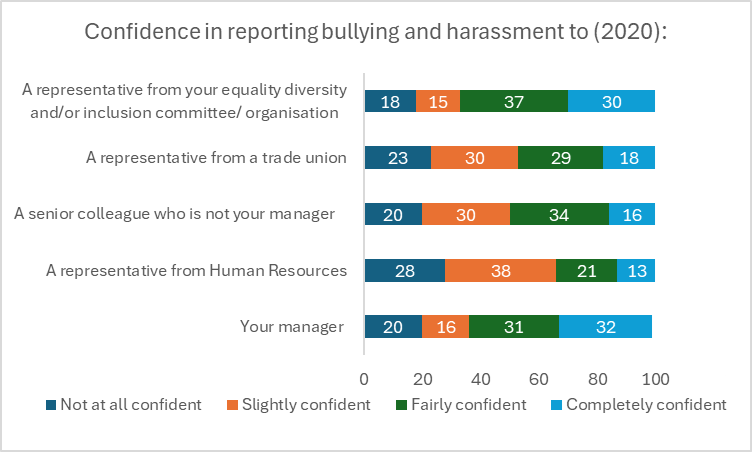 Confidence in reporting bullying and harassment to (2020):
A representative from your equality diversity
and/or inclusion committee/ organisation
18 15 37 30
A representative from a trade union
23 30 29 18
A senior colleague who is not your manager
20 30 34 16
A representative from Human Resources
28 38 21 13
Your manager
20 16 31 32
0 20 40 60 80 100
Not at all confident Slightly confident Fairly confident Completely confident